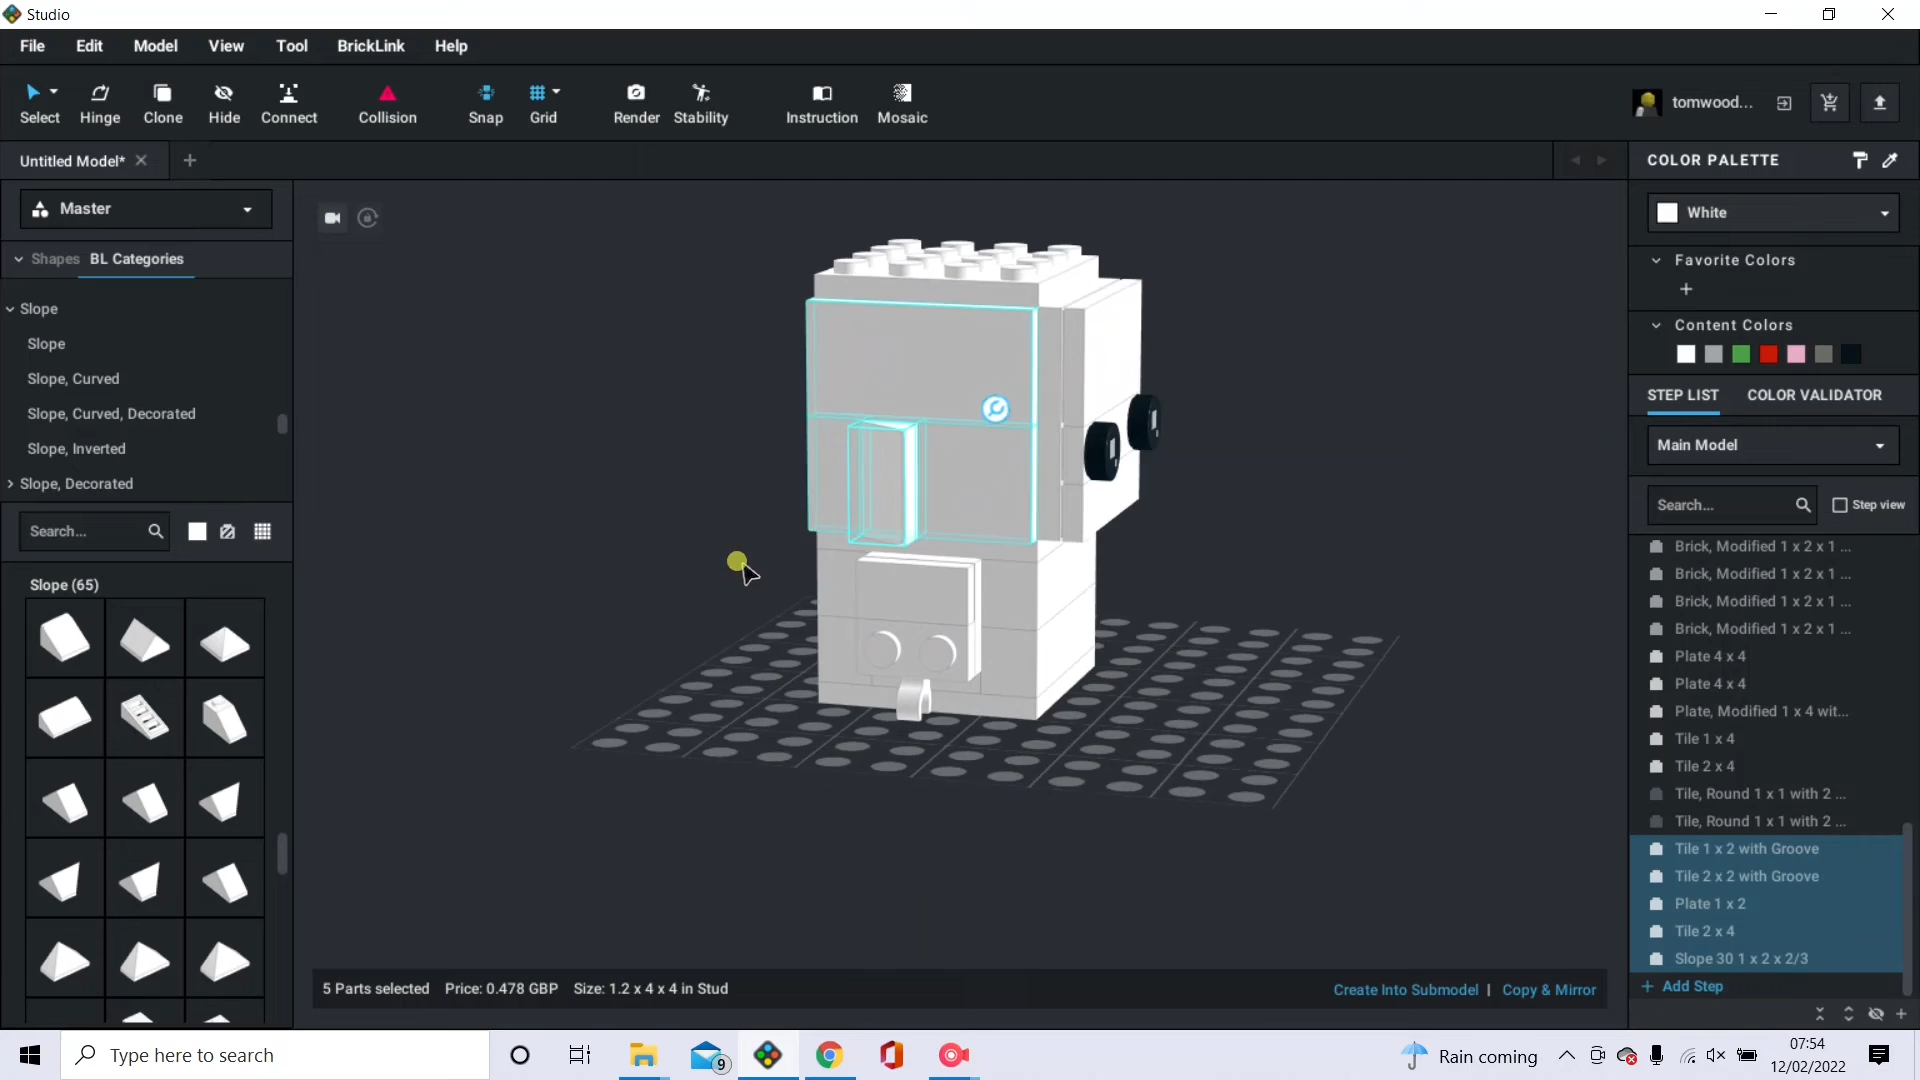 Studio
File Edit Model View Tool BrickLink Help
Select Hinge Clone Hide Connect Collision Snap Grid Render Stability Instruction Mosaic
tomwood...
Untitled Model*
Master
Shapes BL Categories
Slope
Slope
Slope, Curved
Slope, Curved, Decorated
Slope, Inverted
Slope, Decorated
Search...
Slope (65)
5 Parts selected Price: 0.478 GBP Size: 1.2 x 4 x 4 in Stud
Create Into Submodel | Copy & Mirror
COLOR PALETTE
White
Favorite Colors
+
Content Colors
STEP LIST COLOR VALIDATOR
Main Model
Search... Step view
Brick, Modified 1 x 2 x 1 ...
Brick, Modified 1 x 2 x 1 ...
Brick, Modified 1 x 2 x 1 ...
Brick, Modified 1 x 2 x 1 ...
Plate 4 x 4
Plate 4 x 4
Plate, Modified 1 x 4 wit...
Tile 1 x 4
Tile 2 x 4
Tile, Round 1 x 1 with 2 ...
Tile, Round 1 x 1 with 2 ...
Tile 1 x 2 with Groove
Tile 2 x 2 with Groove
Plate 1 x 2
Tile 2 x 4
Slope 30 1 x 2 x 2/3
+ Add Step
Type here to search
9
Rain coming
07:54
12/02/2022